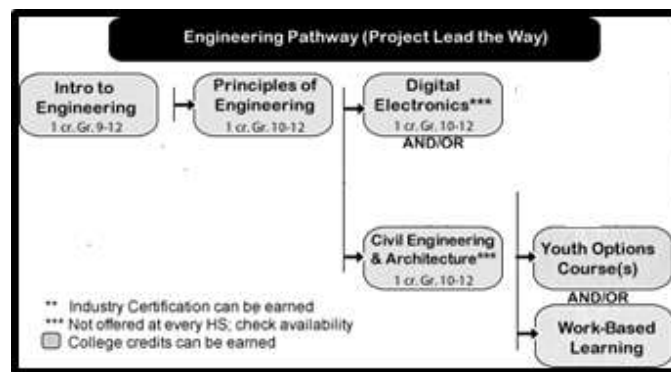 Engineering Pathway (Project Lead the Way)
Intro to
Engineering
1 cr. Gr. 9-12
Principles of
Engineering
1 cr. Gr. 10-12
Digital
Electronics***
1 cr. Gr. 10-12
AND/OR
Civil Engineering
& Architecture***
1 cr. Gr. 10-12
Youth Options
Course(s)
AND/OR
Work-Based
Learning
** Industry Certification can be earned
*** Not offered at every HS; check availability
College credits can be earned